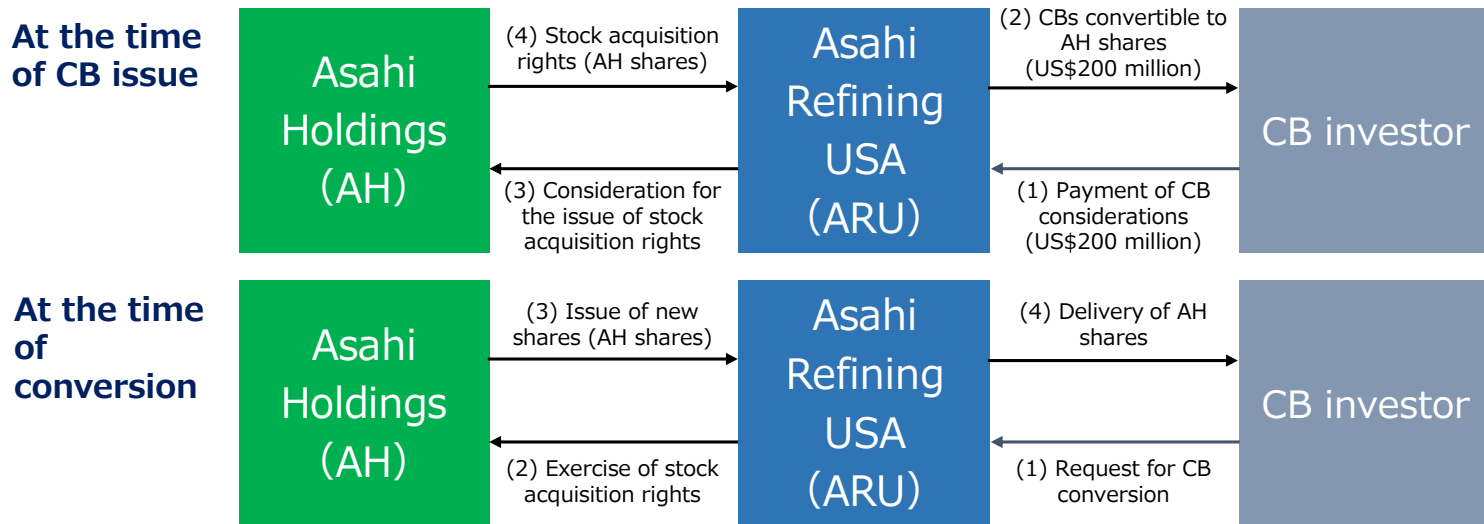 At the time
of CB issue
Asahi
Holdings
（AH）
(4) Stock acquisition
rights (AH shares)
(3) Consideration for
the issue of stock
acquisition rights
Asahi
Refining
USA
（ARU）
(2) CBs convertible to
AH shares
(US$200 million)
(1) Payment of CB
considerations
(US$200 million)
CB investor
At the time
of
conversion
Asahi
Holdings
（AH）
(3) Issue of new
shares (AH shares)
(2) Exercise of stock
acquisition rights
Asahi
Refining
USA
（ARU）
(4) Delivery of AH
shares
(1) Request for CB
conversion
CB investor